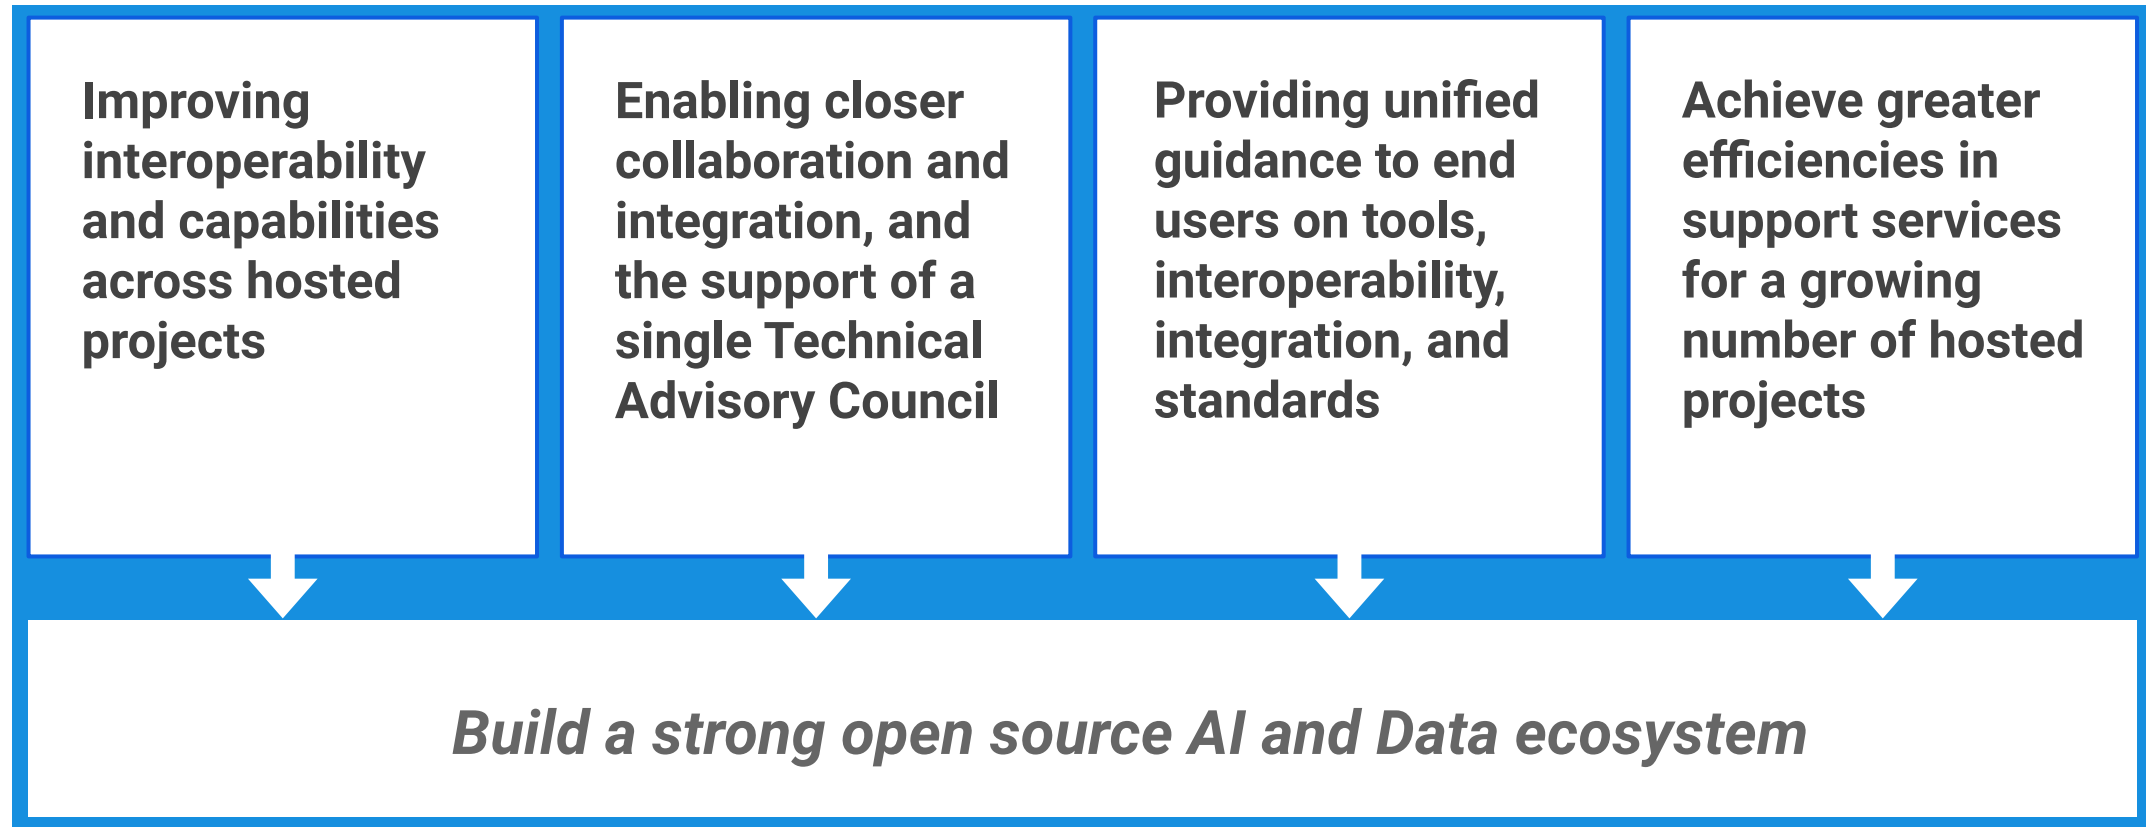 Improving
interoperability
and capabilities
across hosted
projects
Enabling closer
collaboration and
integration, and
the support of a
single Technical
Advisory Council
Providing unified
guidance to end
users on tools,
interoperability,
integration, and
standards
Achieve greater
efficiencies in
support services
for a growing
number of hosted
projects
Build a strong open source AI and Data ecosystem